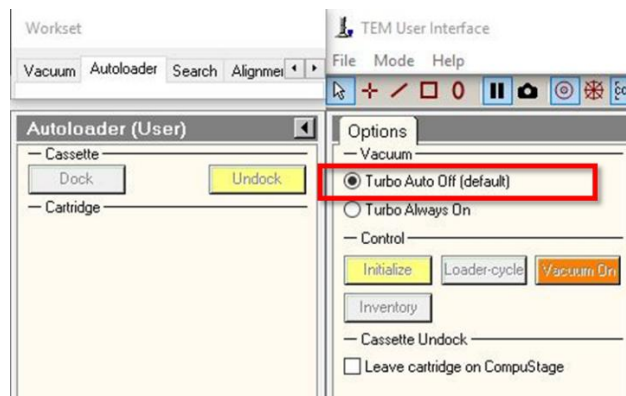 Workset
Vacuum Autoloader Search
Autoloader (User)
Cassette
Dock Undock
Cartridge
TEM User Interface
File Mode Help
Options
Vacuum
Turbo Auto Off (default)
Turbo Always On
Control
Initialize Loader-cycle Vacuum On
Inventory
Cassette Undock
Leave cartridge on CompuStage